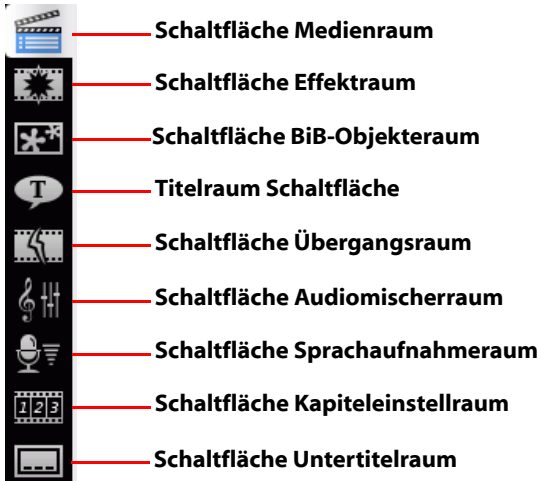 Schaltfläche Medienraum
Schaltfläche Effektraum
Schaltfläche BiB-Objekteraum
T Titelraum Schaltfläche
Schaltfläche Übergangsraum
Schaltfläche Audiomischerraum
Schaltfläche Sprachaufnahmeraum
123 Schaltfläche Kapiteleinstellraum
Schaltfläche Untertitelraum